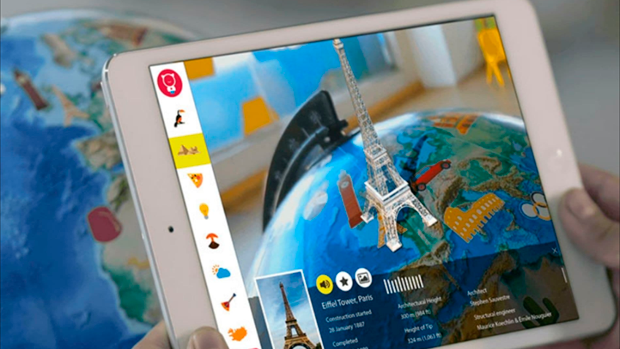 Eiffel Tower, Paris
Construction started
28 January 1887
Completed
Architectural Height
300 m (984 ft)
Height of Tip
324 m (1,063 ft)
Architect
Stephen Sauvestre
Structural engineer
Maurice Koechlin & Émile Nouguier